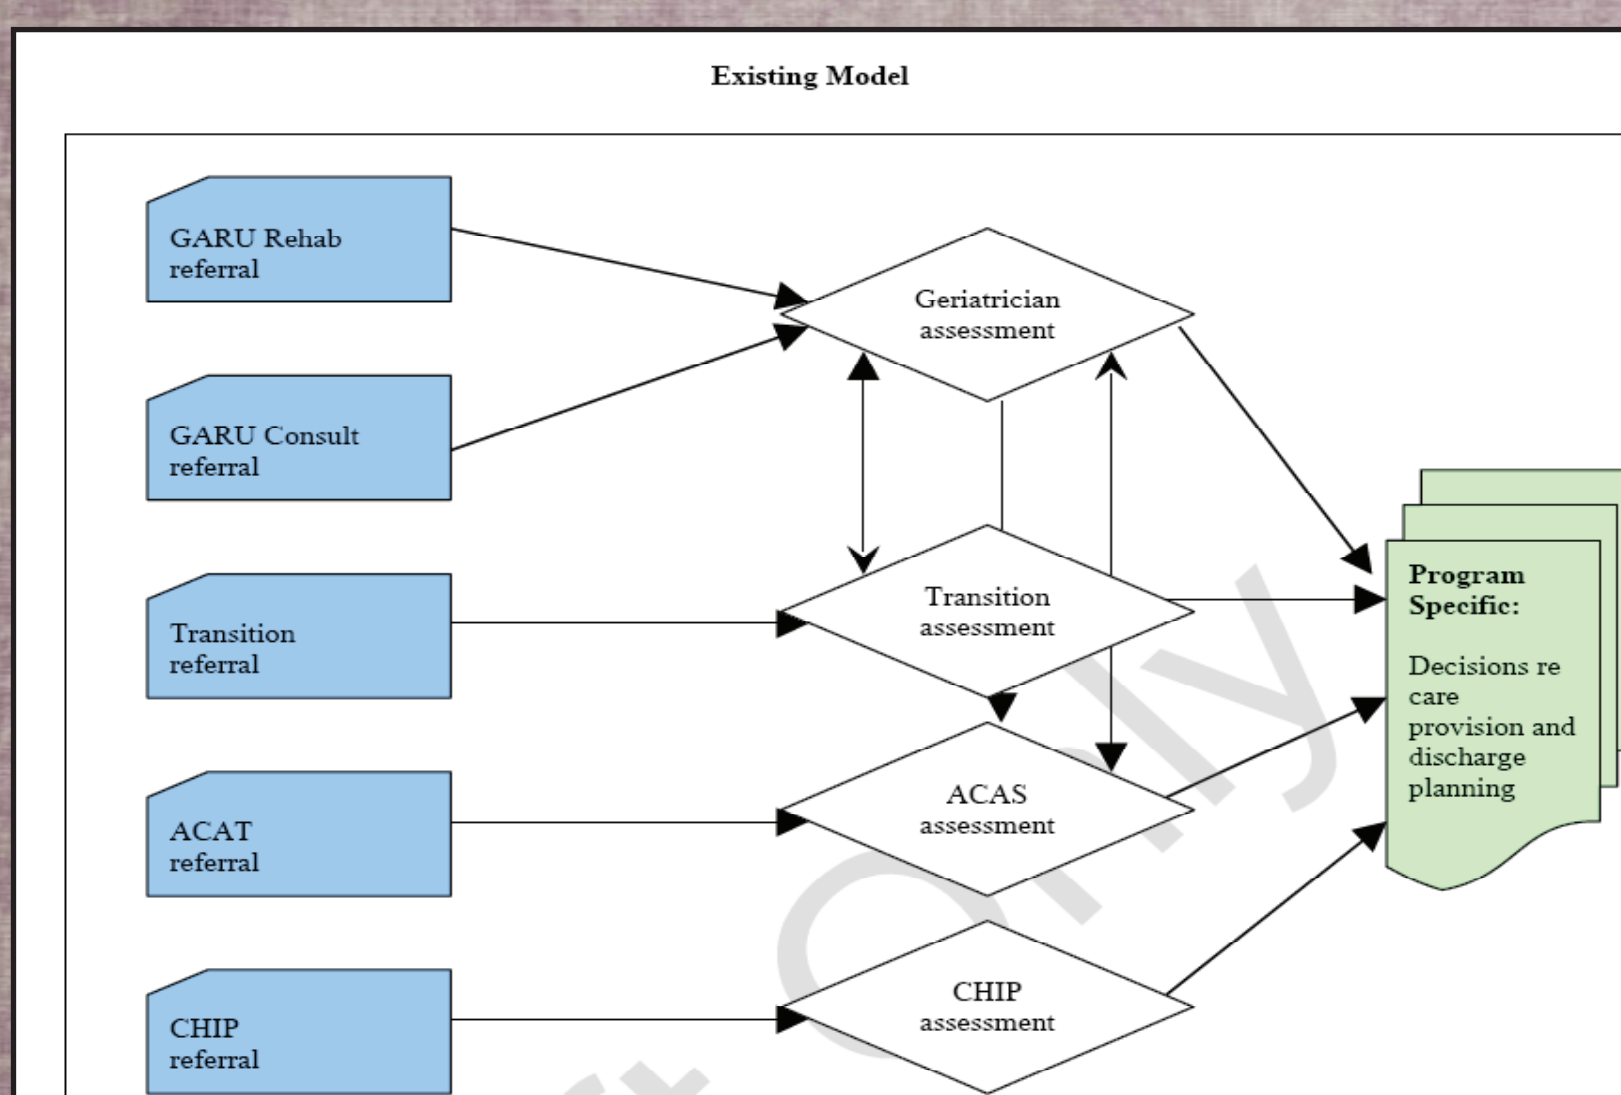 Existing Model
GARU Rehab
referral
GARU Consult
referral
Transition
referral
ACAT
referral
CHIP
referral
Geriatrician
assessment
Transition
assessment
ACAS
assessment
CHIP
assessment
Program
Specific:
Decisions re
care
provision and
discharge
planning
Only